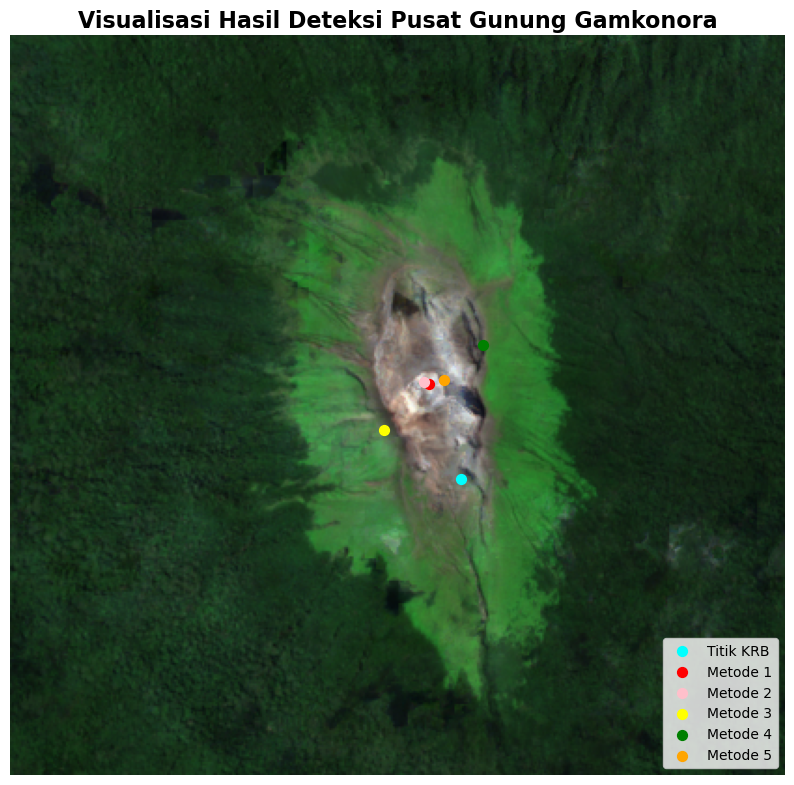 Visualisasi Hasil Deteksi Pusat Gunung Gamkonora
Titik KRB
Metode 1
Metode 2
Metode 3
Metode 4
Metode 5